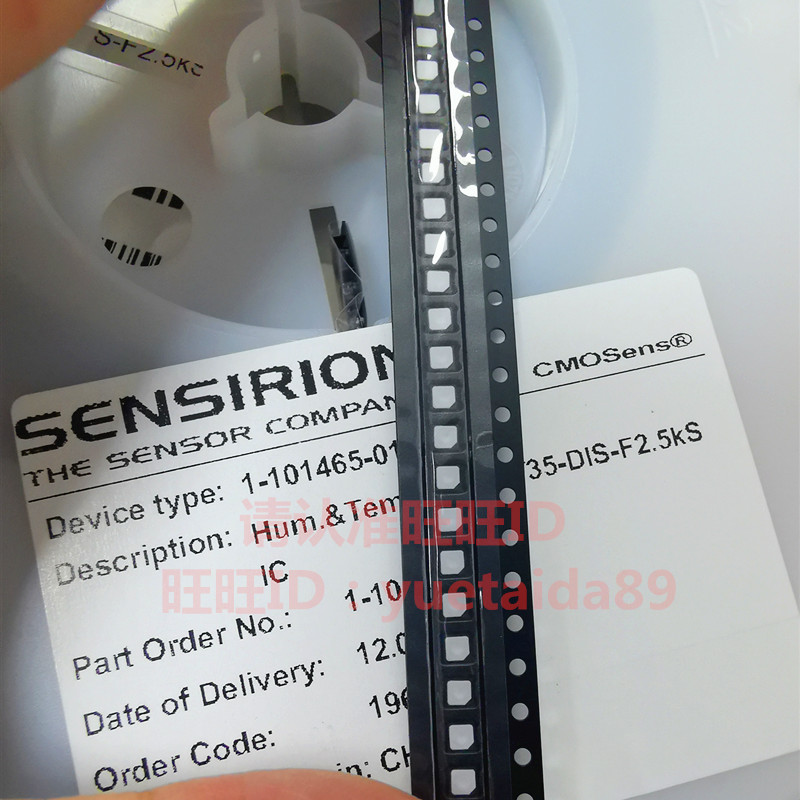 S-F2.5kS
SENSIRION
THE SENSOR COMPAN
CMOSens®
Device type: 1-101465-01 35-DIS-F2.5kS
Description: Hum.&Tem
IC
Part Order No.: 1-10
Date of Delivery: 12.0
Order Code: 196
in: CH
请认准旺旺ID
旺旺ID：yuetaida89